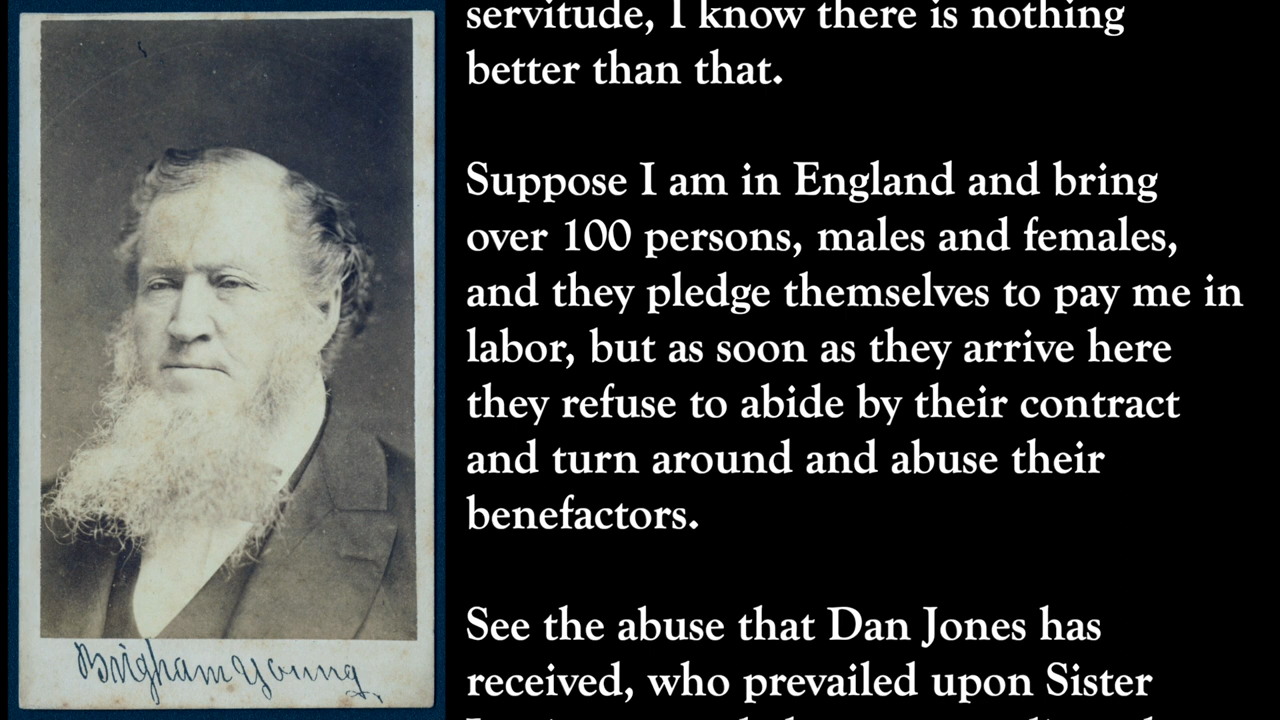 servitude, I know there is nothing
better than that.
Suppose I am in England and bring
over 100 persons, males and females,
and they pledge themselves to pay me in
labor, but as soon as they arrive here
they refuse to abide by their contract
and turn around and abuse their
benefactors.
See the abuse that Dan Jones has
received, who prevailed upon Sister
Brigham Young